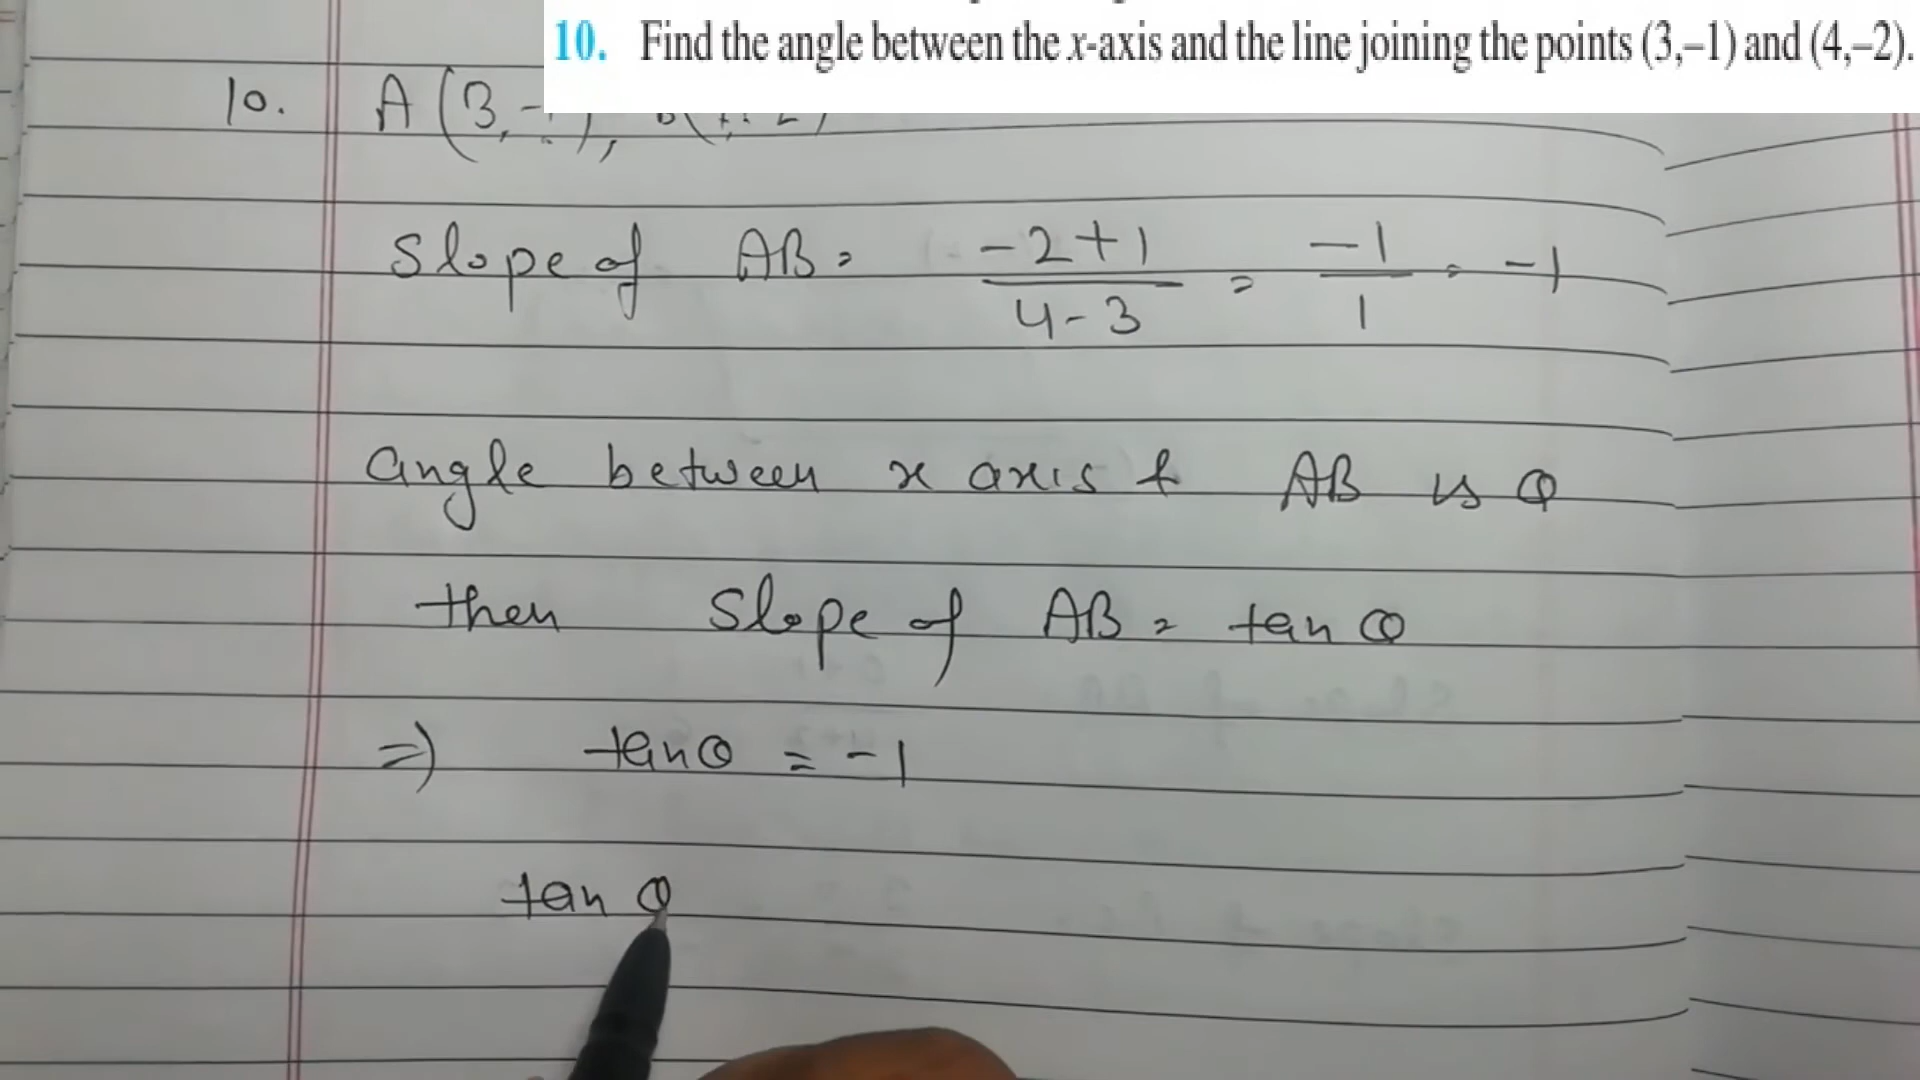 10. Find the angle between the x-axis and the line joining the points (3,–1) and (4,–2).
10. A (3, -1),
Slope of AB = -2+1 / 4-3 = -1 / 1 = -1
angle between x axis & AB is θ
then slope of AB = tan θ
=> tan θ = -1
tan θ